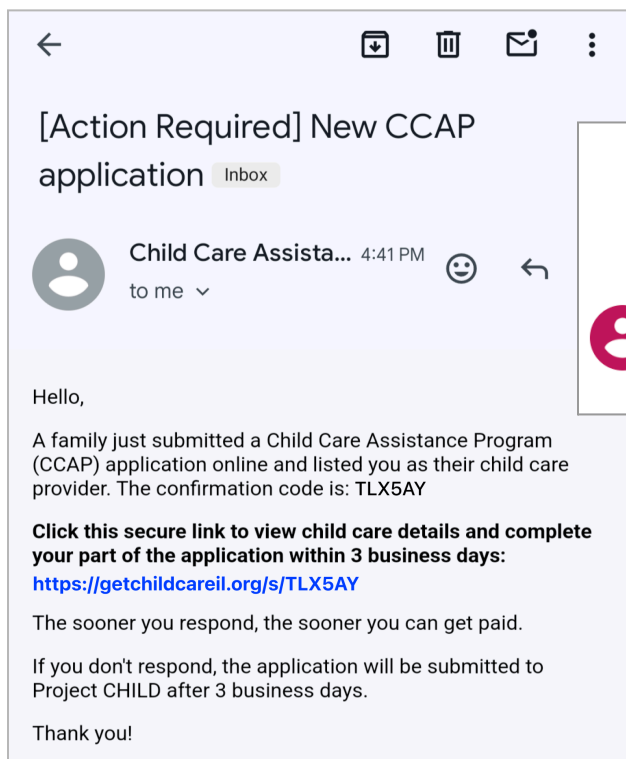 [Action Required] New CCAP
application Inbox
Child Care Assista... 4:41 PM
to me
Hello,
A family just submitted a Child Care Assistance Program
(CCAP) application online and listed you as their child care
provider. The confirmation code is: TLX5AY
Click this secure link to view child care details and complete
your part of the application within 3 business days:
https://getchildcareil.org/s/TLX5AY
The sooner you respond, the sooner you can get paid.
If you don't respond, the application will be submitted to
Project CHILD after 3 business days.
Thank you!